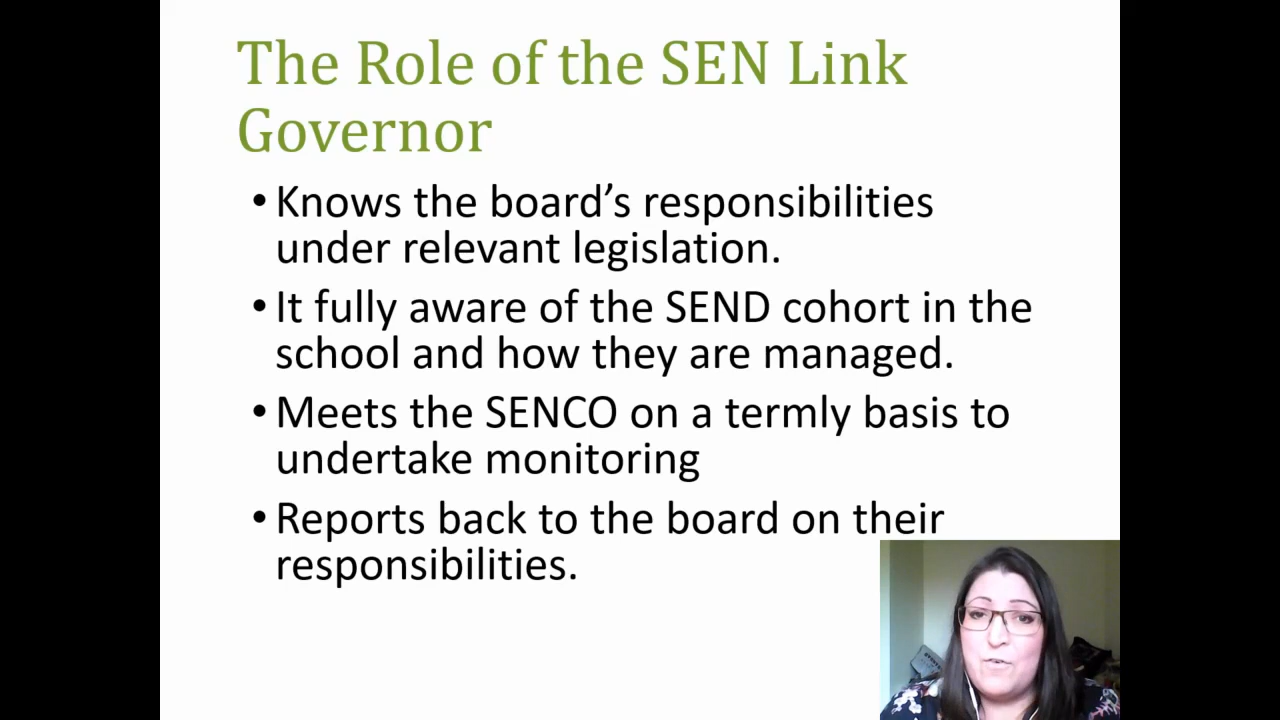 The Role of the SEN Link
Governor
•Knows the board’s responsibilities
under relevant legislation.
•It fully aware of the SEND cohort in the
school and how they are managed.
•Meets the SENCO on a termly basis to
undertake monitoring
•Reports back to the board on their
responsibilities.